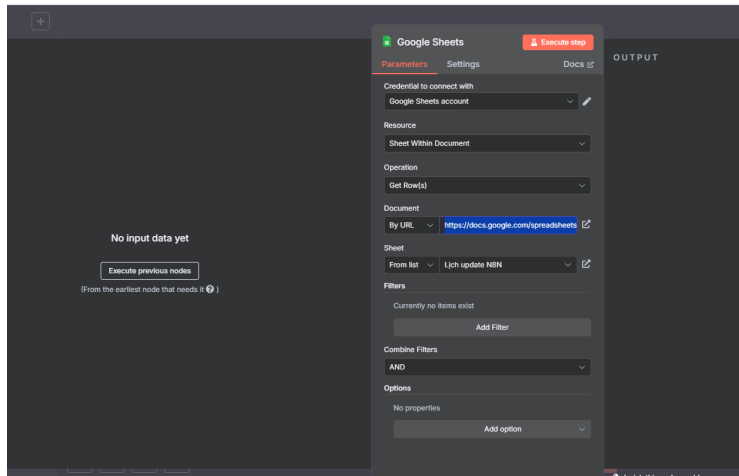 Google Sheets
Execute step
Parameters
Settings
Docs
OUTPUT
Credential to connect with
Google Sheets account
Resource
Sheet Within Document
Operation
Get Row(s)
Document
By URL
https://docs.google.com/spreadsheets
Sheet
From list
Lịch update N8N
Filters
Currently no items exist
Add Filter
Combine Filters
AND
Options
No properties
Add option
No input data yet
Execute previous nodes
(From the earliest node that needs it ? )